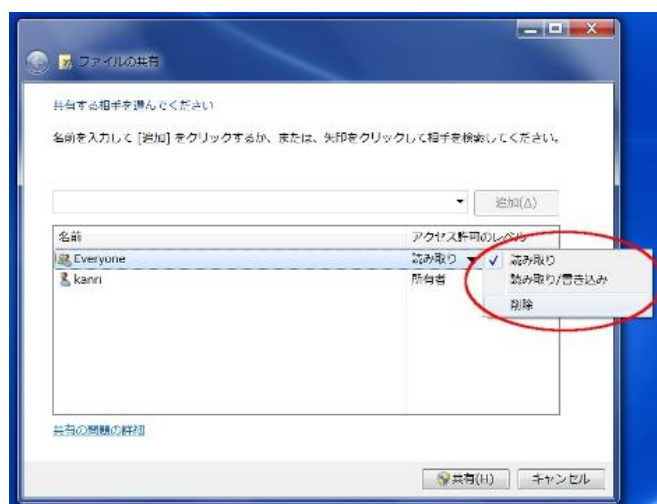 ファイルの共有
共有する相手を選んでください
名前を入力して [追加] をクリックするか、または、矢印をクリックして相手を検索してください。
追加(A)
名前 アクセス許可のレベル
Everyone 読み取り
kanri 所有者
読み取り
読み取り/書き込み
削除
共有の問題の詳細
共有(H) キャンセル